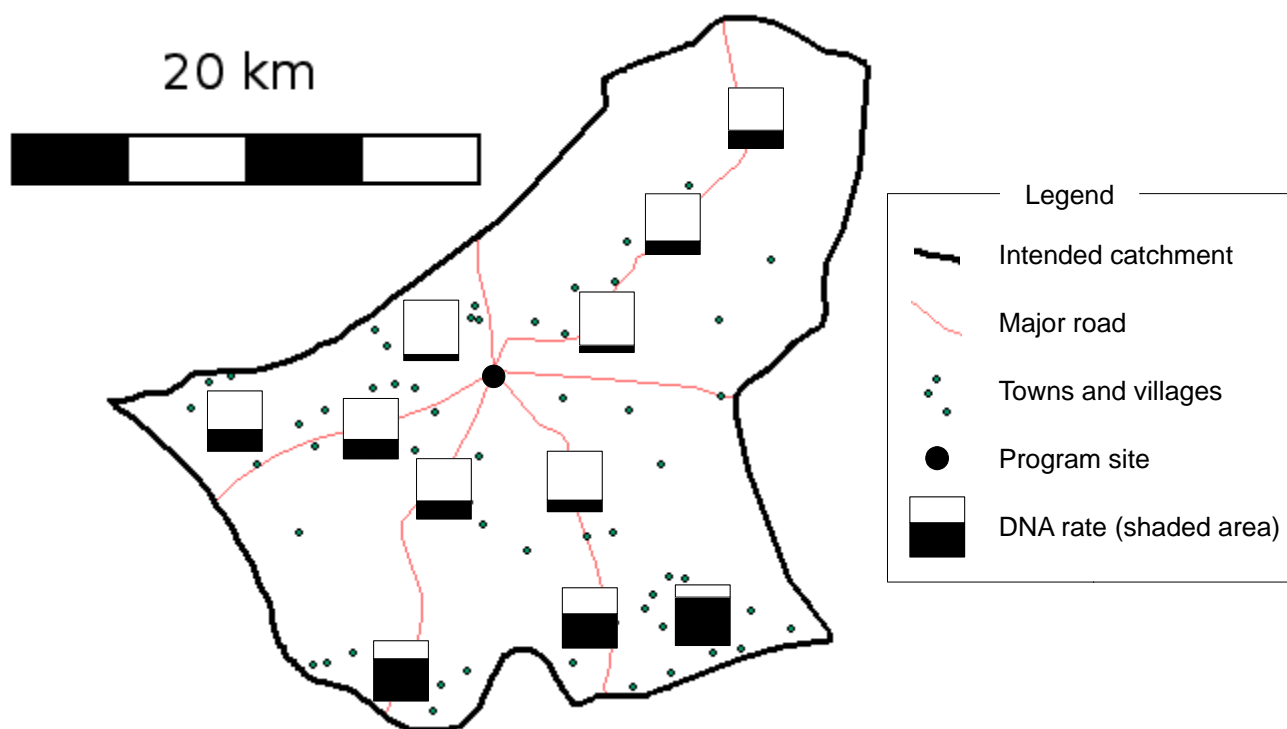 20 km
Legend
Intended catchment
Major road
Towns and villages
Program site
DNA rate (shaded area)